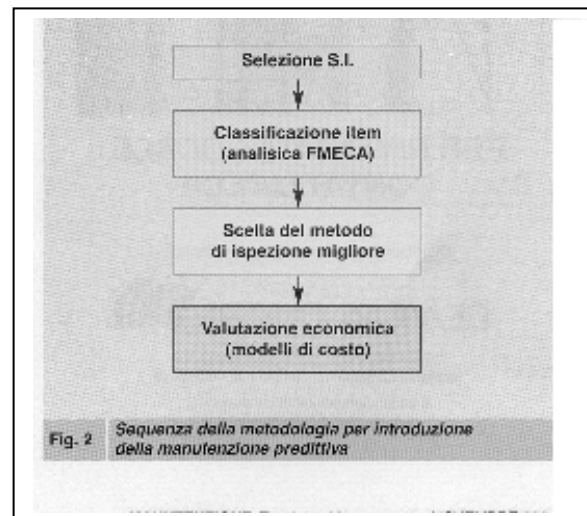 Selezione S.I.
Classificazione item
(analisica FMECA)
Scelta del metodo
di ispezione migliore
Valutazione economica
(modelli di costo)
Fig. 2
Sequenza della metodologia per introduzione
della manutenzione predittiva